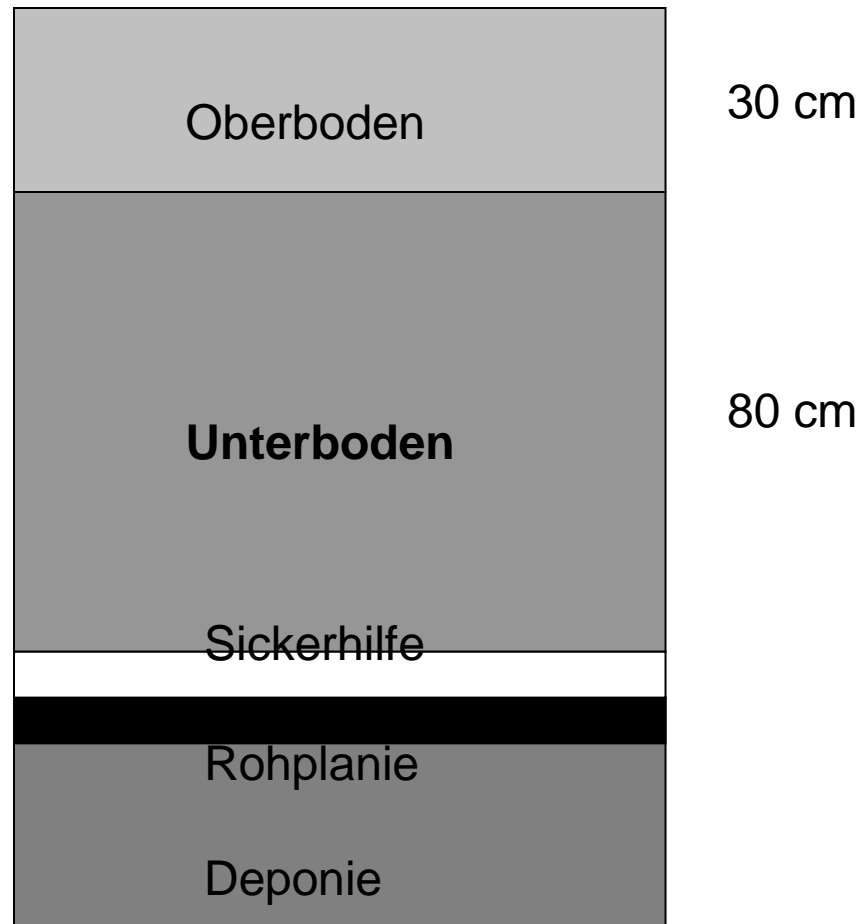 Oberboden
30 cm
Unterboden
80 cm
Sickerhilfe
Rohplanie
Deponie